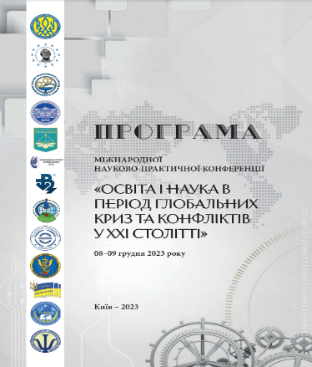 ПРОГРАМА
МІЖНАРОДНОЇ
НАУКОВО-ПРАКТИЧНОЇ КОНФЕРЕНЦІЇ
«ОСВІТА І НАУКА В
ПЕРІОД ГЛОБАЛЬНИХ
КРИЗ ТА КОНФЛІКТІВ
У ХХІ СТОЛІТТІ»
08–09 грудня 2023 року
Київ – 2023